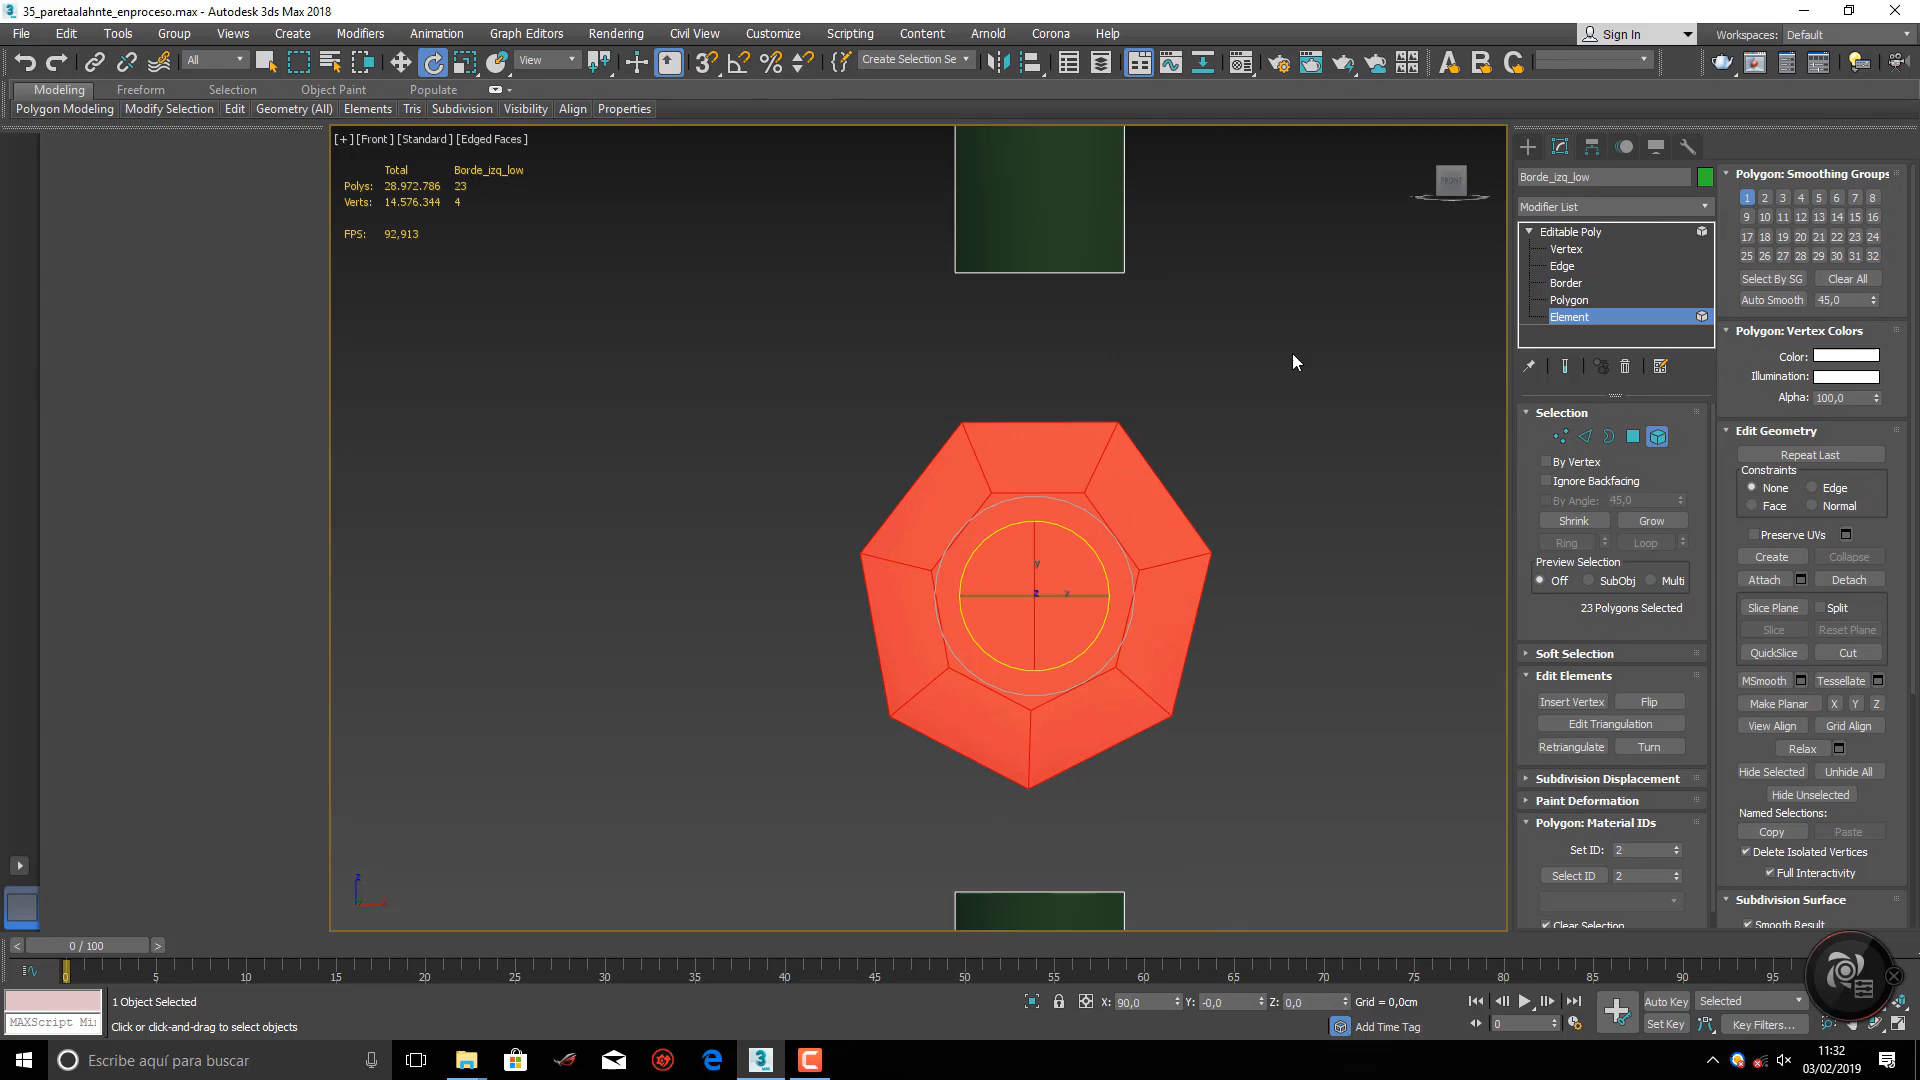 35_paretaalahnte_enproceso.max - Autodesk 3ds Max 2018
File Edit Tools Group Views Create Modifiers Animation Graph Editors Rendering Civil View Customize Scripting Content Arnold Corona Help
Sign In Workspaces: Default
All View Create Selection Se
Modeling Freeform Selection Object Paint Populate
Polygon Modeling Modify Selection Edit Geometry (All) Elements Tris Subdivision Visibility Align Properties
[+] [Front] [Standard] [Edged Faces]
Total Borde_izq_low
Polys: 28.972.786 23
Verts: 14.576.344 4
FPS: 92,913
FRONT
y
z x
z
x
Borde_izq_low
Modifier List
Editable Poly
Vertex
Edge
Border
Polygon
Element
Selection
By Vertex
Ignore Backfacing
By Angle: 45,0
Shrink Grow
Ring Loop
Preview Selection
Off SubObj Multi
23 Polygons Selected
Soft Selection
Edit Elements
Insert Vertex Flip
Edit Triangulation
Retriangulate Turn
Subdivision Displacement
Paint Deformation
Polygon: Material IDs
Set ID: 2
Select ID 2
Clear Selection
Polygon: Smoothing Groups
1 2 3 4 5 6 7 8
9 10 11 12 13 14 15 16
17 18 19 20 21 22 23 24
25 26 27 28 29 30 31 32
Select By SG Clear All
Auto Smooth 45,0
Polygon: Vertex Colors
Color:
Illumination:
Alpha: 100,0
Edit Geometry
Repeat Last
Constraints
None Edge
Face Normal
Preserve UVs
Create Collapse
Attach Detach
Slice Plane Split
Slice Reset Plane
QuickSlice Cut
MSmooth Tessellate
Make Planar X Y Z
View Align Grid Align
Relax
Hide Selected Unhide All
Hide Unselected
Named Selections:
Copy Paste
Delete Isolated Vertices
Full Interactivity
Subdivision Surface
Smooth Result
< 0 / 100 >
0 5 10 15 20 25 30 35 40 45 50 55 60 65 70 75 80 85 90 95
1 Object Selected
X: 90,0 Y: -0,0 Z: 0,0 Grid = 0,0cm
Auto Key Selected
MAXScript Mi
Click or click-and-drag to select objects
Add Time Tag
0
Set Key Key Filters...
Escribe aquí para buscar
11:32
03/02/2019